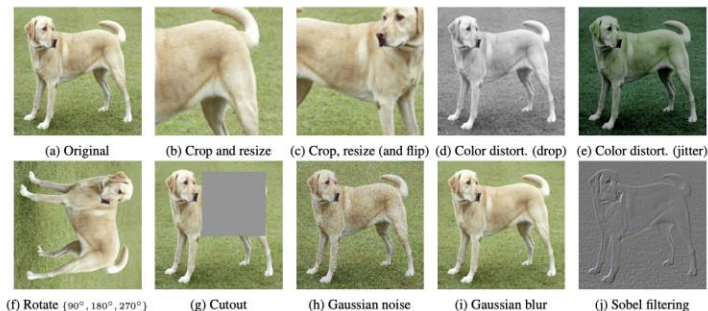 (a) Original
(b) Crop and resize
(c) Crop, resize (and flip)
(d) Color distort. (drop)
(e) Color distort. (jitter)
(f) Rotate {90°, 180°, 270°}
(g) Cutout
(h) Gaussian noise
(i) Gaussian blur
(j) Sobel filtering